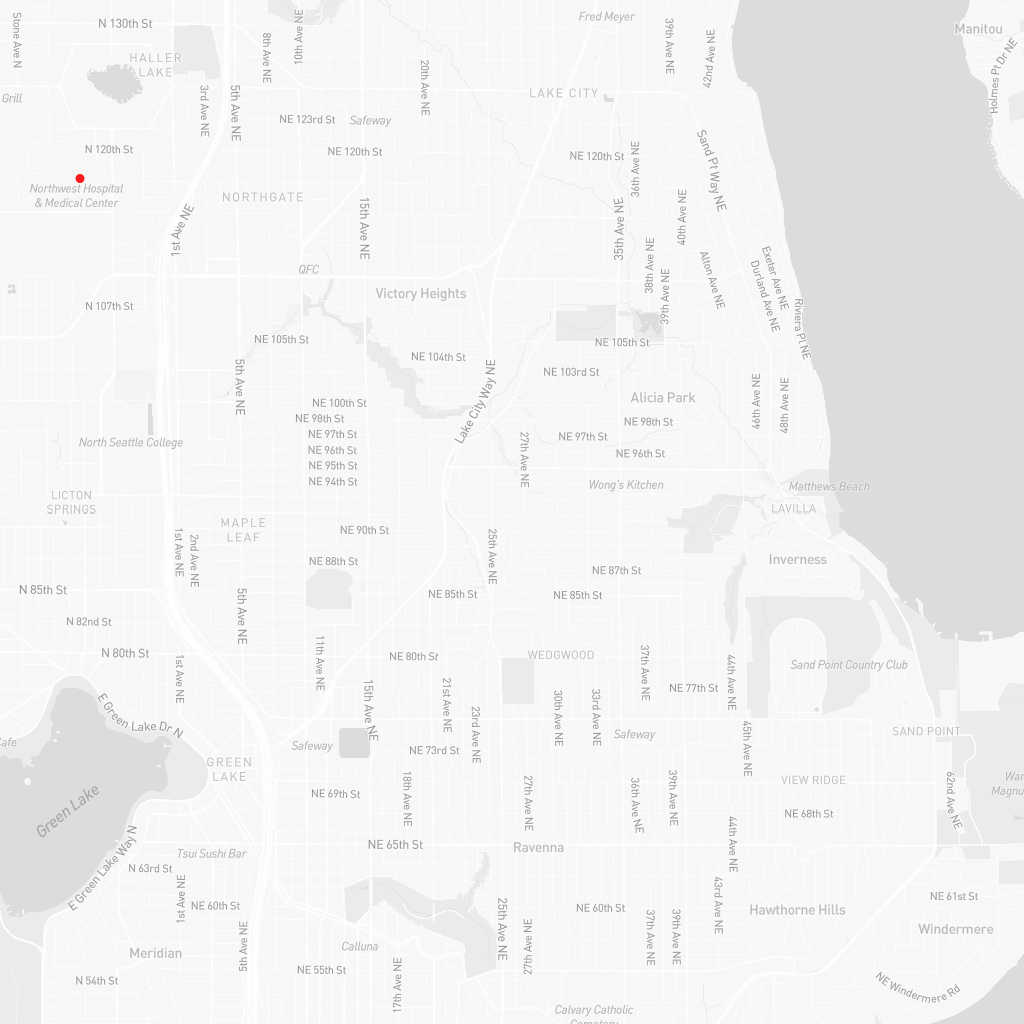 Stone Ave N
N 130th St
8th Ave NE
10th Ave NE
Fred Meyer
39th Ave NE
42nd Ave NE
Manitou
Holmes Pt Dr NE
HALLER
LAKE
Grill
3rd Ave NE
5th Ave NE
20th Ave NE
LAKE CITY
NE 123rd St
Safeway
N 120th St
NE 120th St
NE 120th St
36th Ave NE
Sand Pt Way NE
Northwest Hospital
& Medical Center
NORTHGATE
1st Ave NE
15th Ave NE
35th Ave NE
40th Ave NE
38th Ave NE
39th Ave NE
Alton Ave NE
Exeter Ave NE
Durland Ave NE
Riviera Pl NE
QFC
Victory Heights
N 107th St
NE 105th St
NE 104th St
NE 105th St
5th Ave NE
Lake City Way NE
NE 103rd St
Alicia Park
46th Ave NE
48th Ave NE
NE 100th St
NE 98th St
NE 97th St
NE 96th St
NE 95th St
NE 94th St
NE 98th St
NE 97th St
NE 96th St
27th Ave NE
North Seattle College
Wong's Kitchen
Matthews Beach
LAVILLA
LICTON
SPRINGS
MAPLE
LEAF
NE 90th St
1st Ave NE
2nd Ave NE
25th Ave NE
Inverness
NE 88th St
NE 87th St
N 85th St
NE 85th St
NE 85th St
5th Ave NE
N 82nd St
N 80th St
NE 80th St
WEDGWOOD
Sand Point Country Club
1st Ave NE
11th Ave NE
15th Ave NE
21st Ave NE
23rd Ave NE
37th Ave NE
NE 77th St
44th Ave NE
30th Ave NE
33rd Ave NE
E Green Lake Dr N
Cafe
Safeway
NE 73rd St
Safeway
45th Ave NE
SAND POINT
GREEN
LAKE
18th Ave NE
27th Ave NE
36th Ave NE
39th Ave NE
VIEW RIDGE
62nd Ave NE
War
Magnu
Green Lake
NE 69th St
NE 68th St
44th Ave NE
E Green Lake Way N
Tsui Sushi Bar
NE 65th St
Ravenna
N 63rd St
1st Ave NE
NE 60th St
5th Ave NE
NE 60th St
43rd Ave NE
37th Ave NE
39th Ave NE
Hawthorne Hills
NE 61st St
Windermere
25th Ave NE
27th Ave NE
Calluna
Meridian
NE 55th St
17th Ave NE
N 54th St
NE Windermere Rd
Calvary Catholic
Cemetery